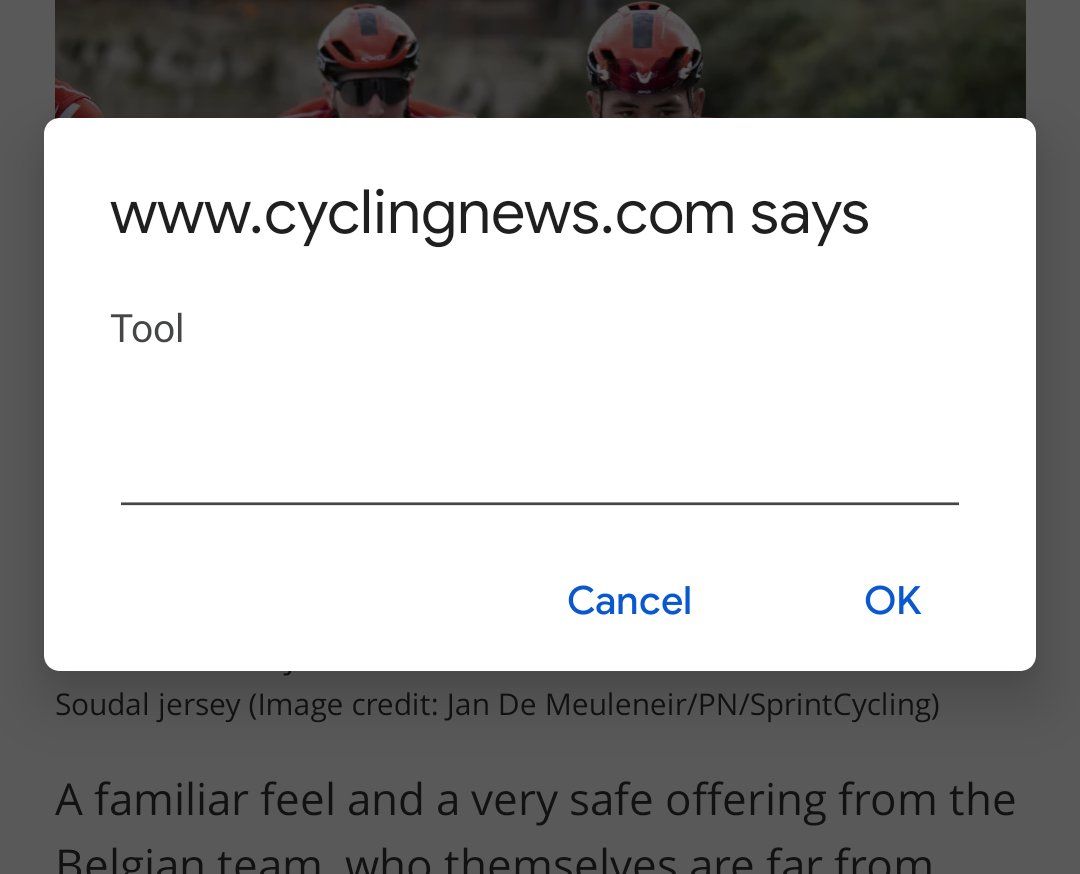 www.cyclingnews.com says
Tool
Cancel
OK
Soudal jersey (Image credit: Jan De Meuleneir/PN/SprintCycling)
A familiar feel and a very safe offering from the
Belgian team, who themselves are far from